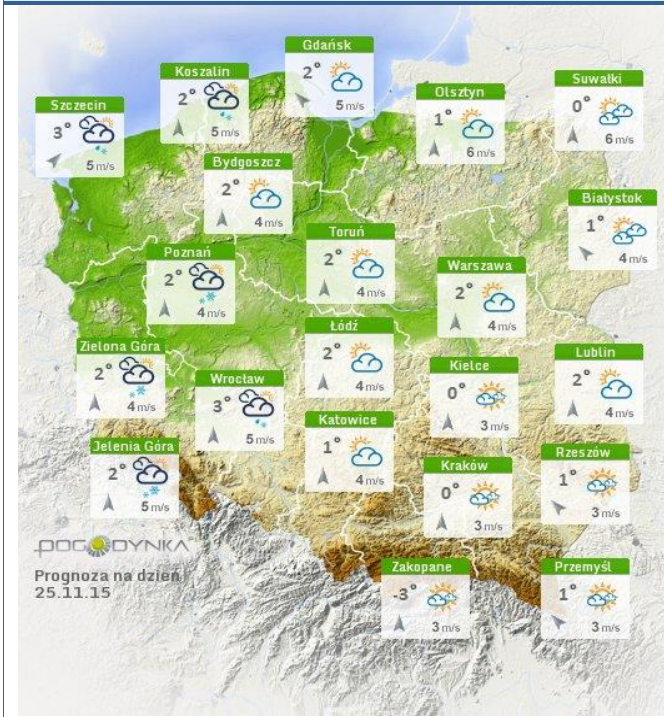 Gdańsk
2°
5 m/s
Koszalin
2°
5 m/s
Suwałki
0°
6 m/s
Olsztyn
1°
6 m/s
Szczecin
3°
5 m/s
Bydgoszcz
2°
4 m/s
Białystok
1°
4 m/s
Toruń
2°
4 m/s
Poznań
2°
4 m/s
Warszawa
2°
4 m/s
Łódź
2°
4 m/s
Zielona Góra
2°
4 m/s
Lublin
2°
4 m/s
Kielce
0°
3 m/s
Wrocław
3°
5 m/s
Katowice
1°
4 m/s
Jelenia Góra
2°
5 m/s
Rzeszów
1°
3 m/s
Kraków
0°
3 m/s
POGODYNKA
Prognoza na dzień
25.11.15
Zakopane
-3°
3 m/s
Przemyśl
1°
3 m/s